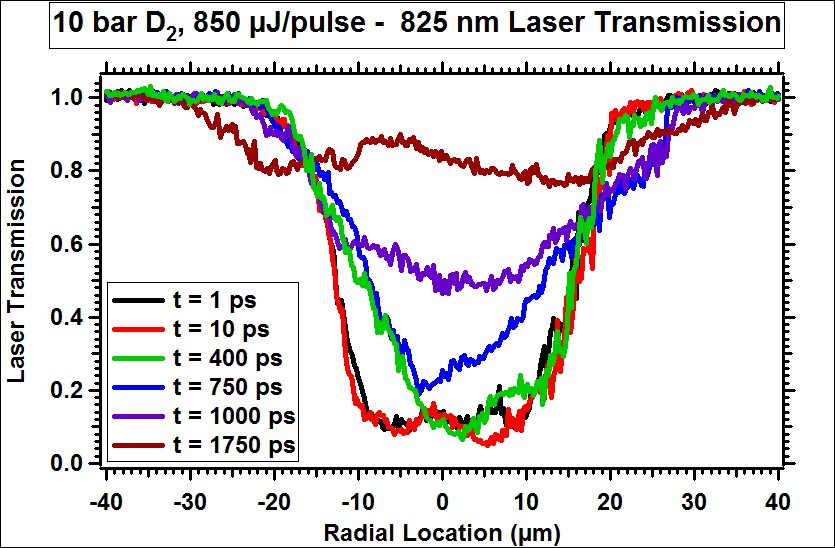 10 bar D2, 850 µJ/pulse - 825 nm Laser Transmission
Laser Transmission
1.0
0.8
0.6
0.4
0.2
0.0
t = 1 ps
t = 10 ps
t = 400 ps
t = 750 ps
t = 1000 ps
t = 1750 ps
-40 -30 -20 -10 0 10 20 30 40
Radial Location (µm)